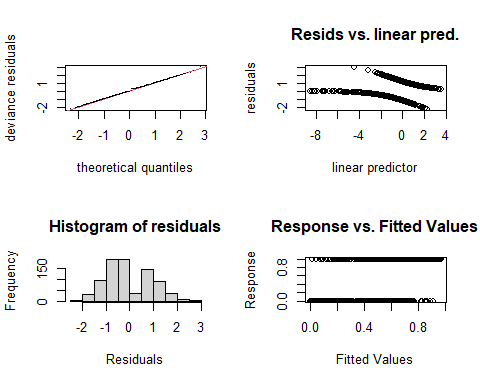 deviance residuals
-2 1
-2 -1 0 1 2 3
theoretical quantiles
Resids vs. linear pred.
residuals
-2 1
-8 -4 0 2 4
linear predictor
Histogram of residuals
Frequency
0 150
-2 -1 0 1 2 3
Residuals
Response vs. Fitted Values
Response
0.0 0.8
0.0 0.4 0.8
Fitted Values